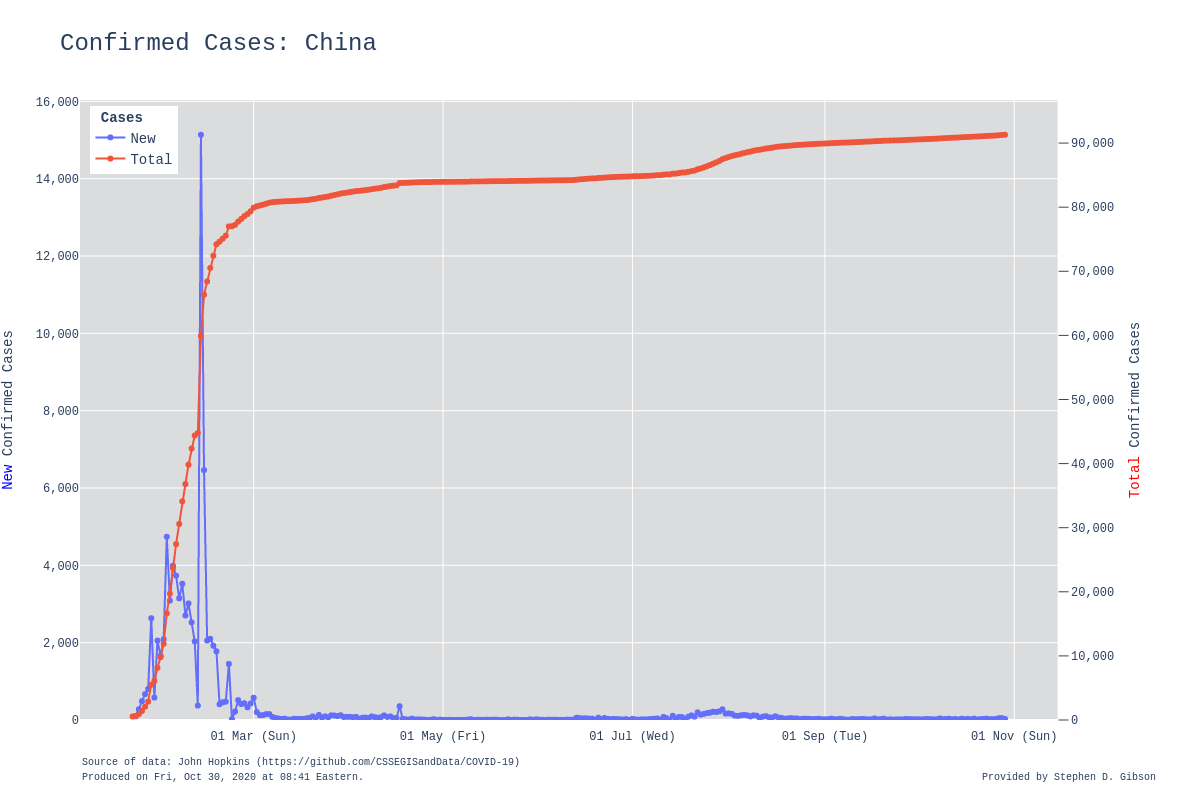 Confirmed Cases: China
Cases
New
Total
16,000
14,000
12,000
10,000
8,000
6,000
4,000
2,000
0
New Confirmed Cases
90,000
80,000
70,000
60,000
50,000
40,000
30,000
20,000
10,000
0
Total Confirmed Cases
01 Mar (Sun)
01 May (Fri)
01 Jul (Wed)
01 Sep (Tue)
01 Nov (Sun)
Source of data: John Hopkins (https://github.com/CSSEGISandData/COVID-19)
Produced on Fri, Oct 30, 2020 at 08:41 Eastern.
Provided by Stephen D. Gibson